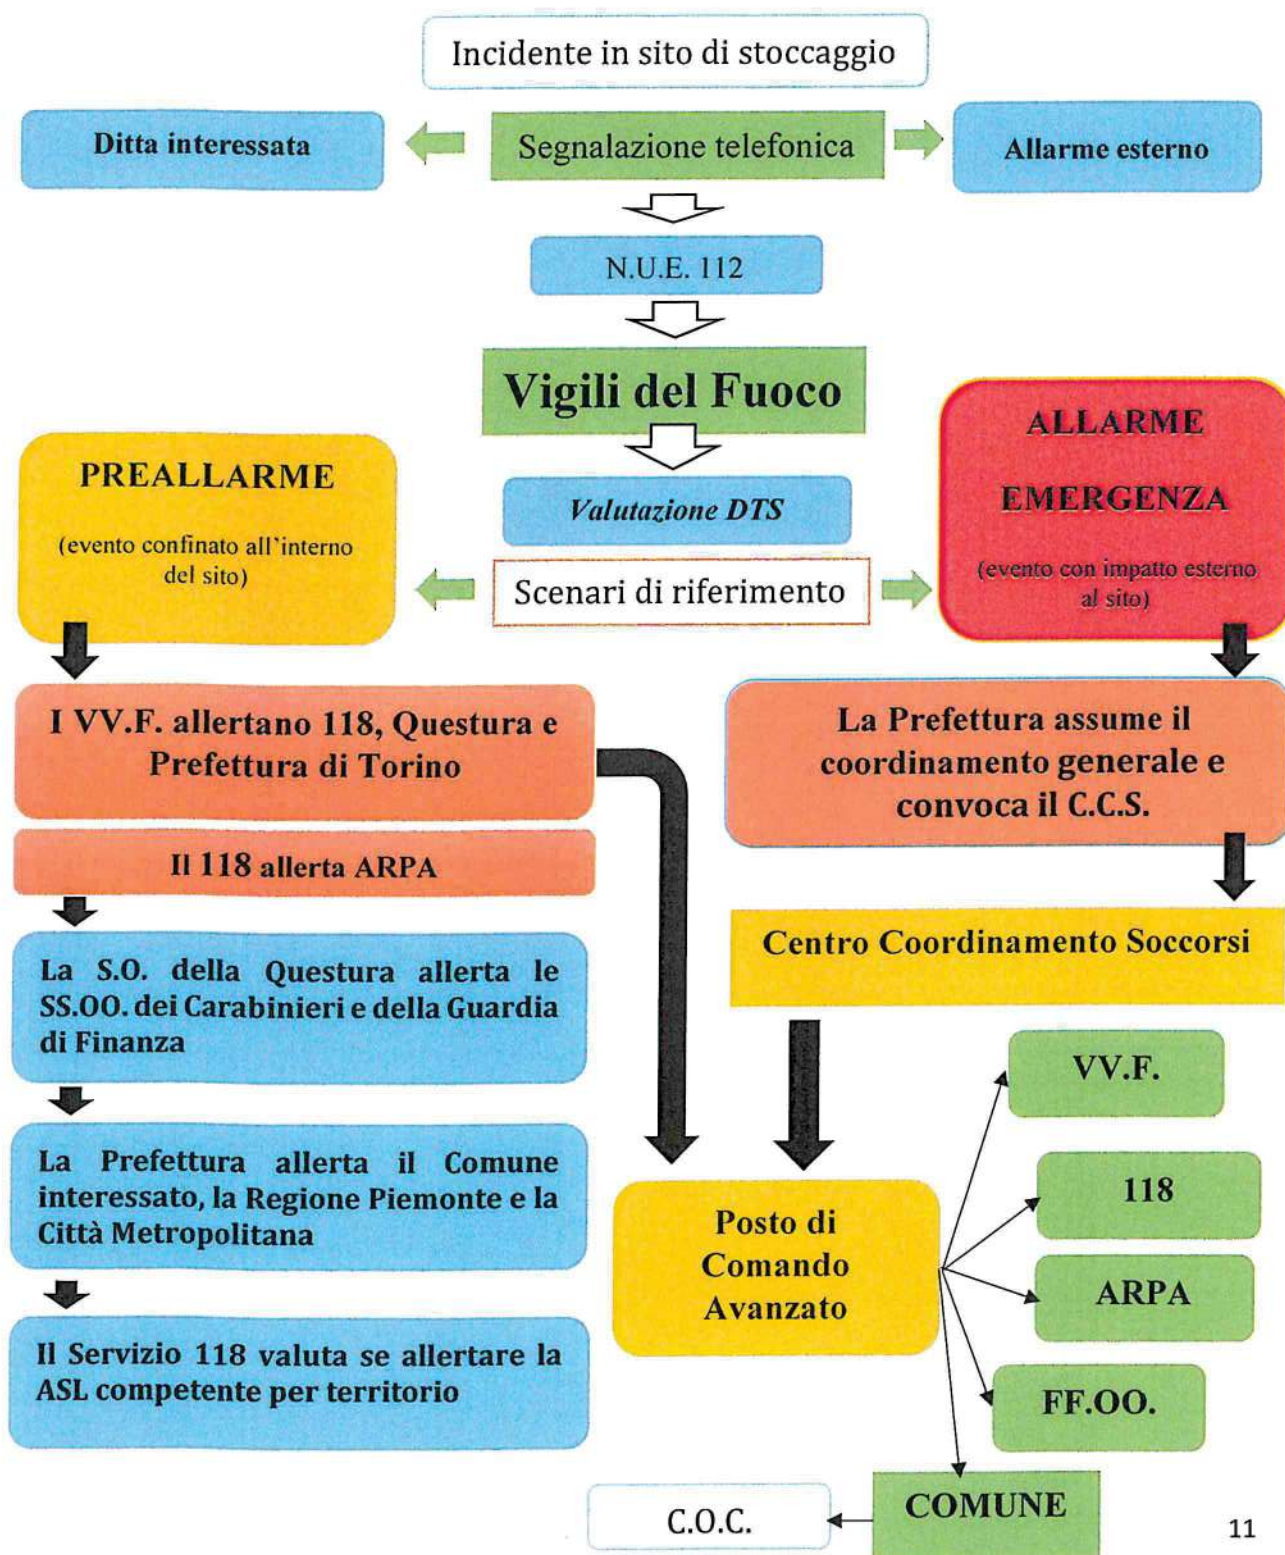 Incidente in sito di stoccaggio
Ditta interessata
Segnalazione telefonica
Allarme esterno
N.U.E. 112
Vigili del Fuoco
Valutazione DTS
Scenari di riferimento
PREALLARME
(evento confinato all'interno
del sito)
ALLARME
EMERGENZA
(evento con impatto esterno
al sito)
I VV.F. allertano 118, Questura e
Prefettura di Torino
Il 118 allerta ARPA
La S.O. della Questura allerta le
SS.OO. dei Carabinieri e della Guardia
di Finanza
La Prefettura allerta il Comune
interessato, la Regione Piemonte e la
Città Metropolitana
Il Servizio 118 valuta se allertare la
ASL competente per territorio
La Prefettura assume il
coordinamento generale e
convoca il C.C.S.
Centro Coordinamento Soccorsi
Posto di
Comando
Avanzato
VV.F.
118
ARPA
FF.OO.
COMUNE
C.O.C.
11